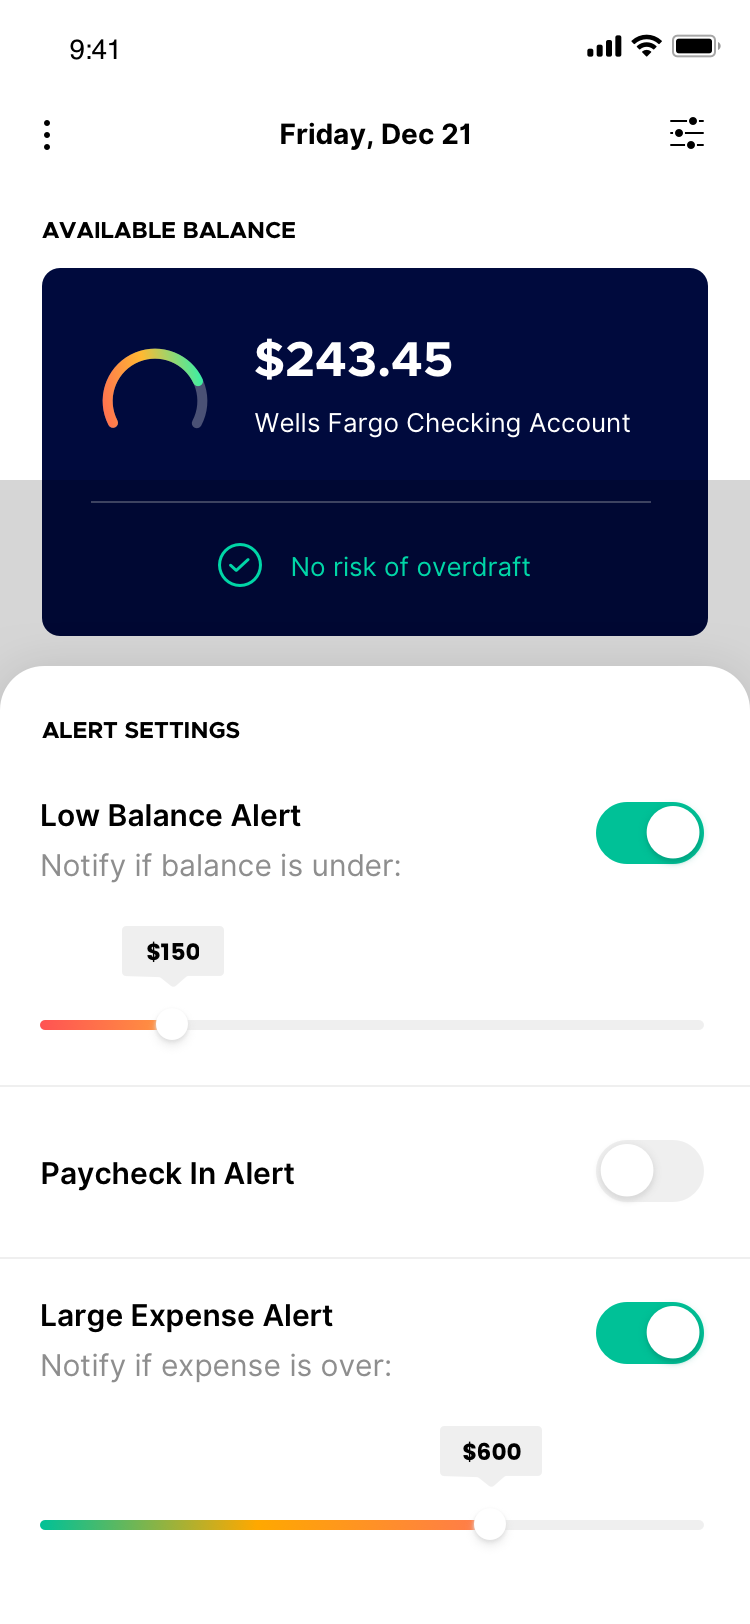 9:41
Friday, Dec 21
AVAILABLE BALANCE
$243.45
Wells Fargo Checking Account
No risk of overdraft
ALERT SETTINGS
Low Balance Alert
Notify if balance is under:
$150
Paycheck In Alert
Large Expense Alert
Notify if expense is over:
$600